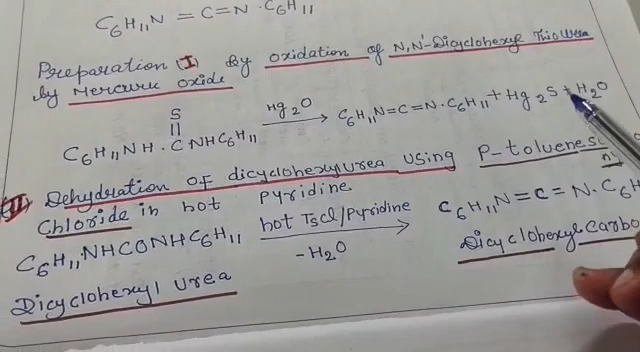 C6H11N = C = N · C6H11
Preparation (I) By oxidation of N,N'-Dicyclohexyl Thiourea
by Mercuric oxide
S
C6H11NH · C · NHC6H11 Hg2O → C6H11N=C=N·C6H11 + Hg2S + H2O
(II) Dehydration of dicyclohexylurea using p-toluenes
Chloride in hot pyridine
C6H11·NHCONHC6H11 hot TsCl/Pyridine -H2O → C6H11N=C=N·C6H
Dicyclohexyl urea Dicyclohexyl Carbo